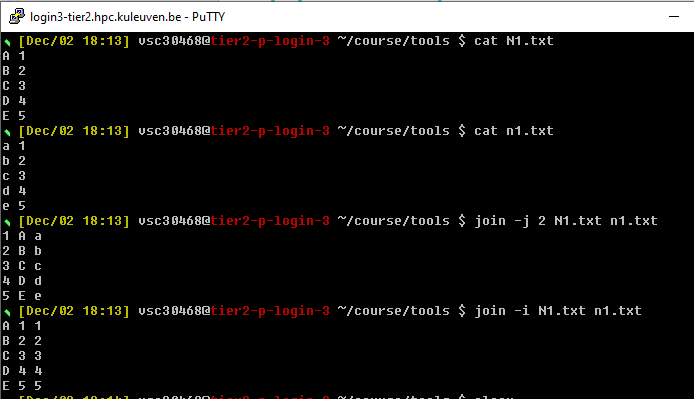 login3-tier2.hpc.kuleuven.be - PuTTY
[Dec/02 18:13] vsc30468@tier2-p-login-3 ~/course/tools $ cat N1.txt
A 1
B 2
C 3
D 4
E 5
[Dec/02 18:13] vsc30468@tier2-p-login-3 ~/course/tools $ cat n1.txt
a 1
b 2
c 3
d 4
e 5
[Dec/02 18:13] vsc30468@tier2-p-login-3 ~/course/tools $ join -j 2 N1.txt n1.txt
1 A a
2 B b
3 C c
4 D d
5 E e
[Dec/02 18:13] vsc30468@tier2-p-login-3 ~/course/tools $ join -i N1.txt n1.txt
A 1 1
B 2 2
C 3 3
D 4 4
E 5 5